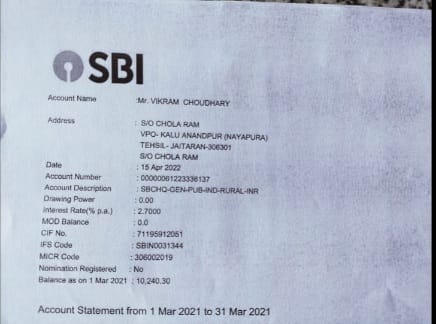 SBI
Account Name :Mr. VIKRAM CHOUDHARY
Address : S/O CHOLA RAM
VPO- KALU ANANDPUR (NAYAPURA)
TEHSIL- JAITARAN-306301
S/O CHOLA RAM
Date : 15 Apr 2022
Account Number : 00000061223336137
Account Description : SBCHQ-GEN-PUB-IND-RURAL-INR
Drawing Power : 0.00
Interest Rate(% p.a.) : 2.7000
MOD Balance : 0.0
CIF No. : 71195912051
IFS Code : SBIN0031344
MICR Code : 306002019
Nomination Registered : No
Balance as on 1 Mar 2021 : 10,240.30
Account Statement from 1 Mar 2021 to 31 Mar 2021